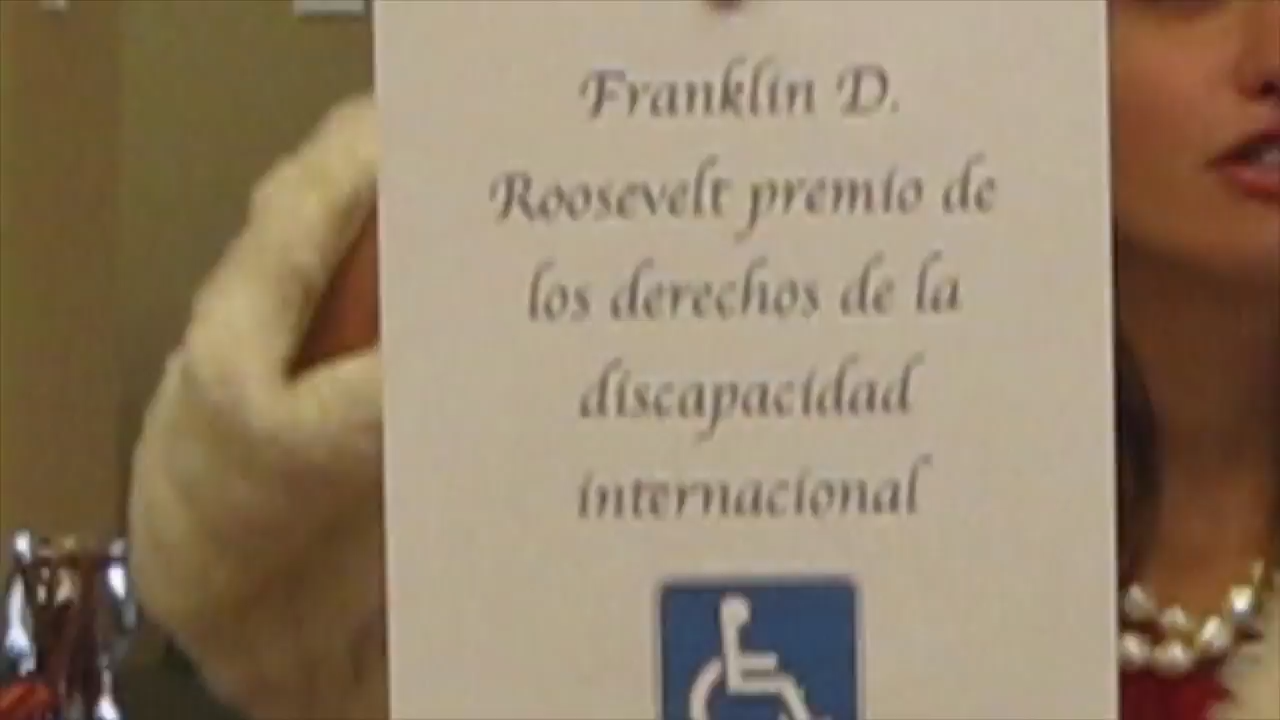 Franklin D.
Roosevelt premio de
los derechos de la
discapacidad
internacional